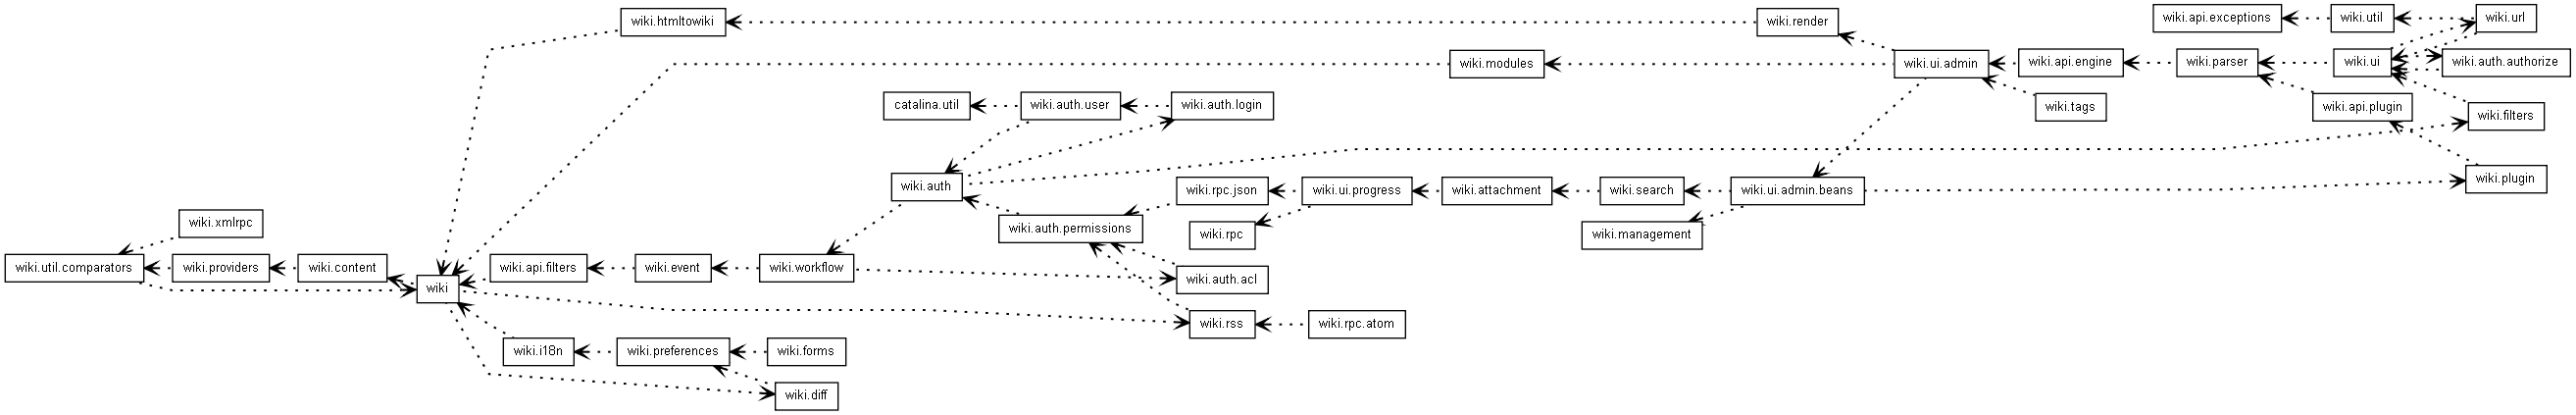 wiki.htmltowiki
wiki.render
wiki.api.exceptions
wiki.util
wiki.url
wiki.modules
wiki.ui.admin
wiki.api.engine
wiki.parser
wiki.ui
wiki.auth.authorize
catalina.util
wiki.auth.user
wiki.auth.login
wiki.tags
wiki.api.plugin
wiki.filters
wiki.auth
wiki.rpc.json
wiki.ui.progress
wiki.attachment
wiki.search
wiki.ui.admin.beans
wiki.plugin
wiki.xmlrpc
wiki.auth.permissions
wiki.rpc
wiki.management
wiki.util.comparators
wiki.providers
wiki.content
wiki
wiki.api.filters
wiki.event
wiki.workflow
wiki.auth.acl
wiki.rss
wiki.rpc.atom
wiki.i18n
wiki.preferences
wiki.forms
wiki.diff